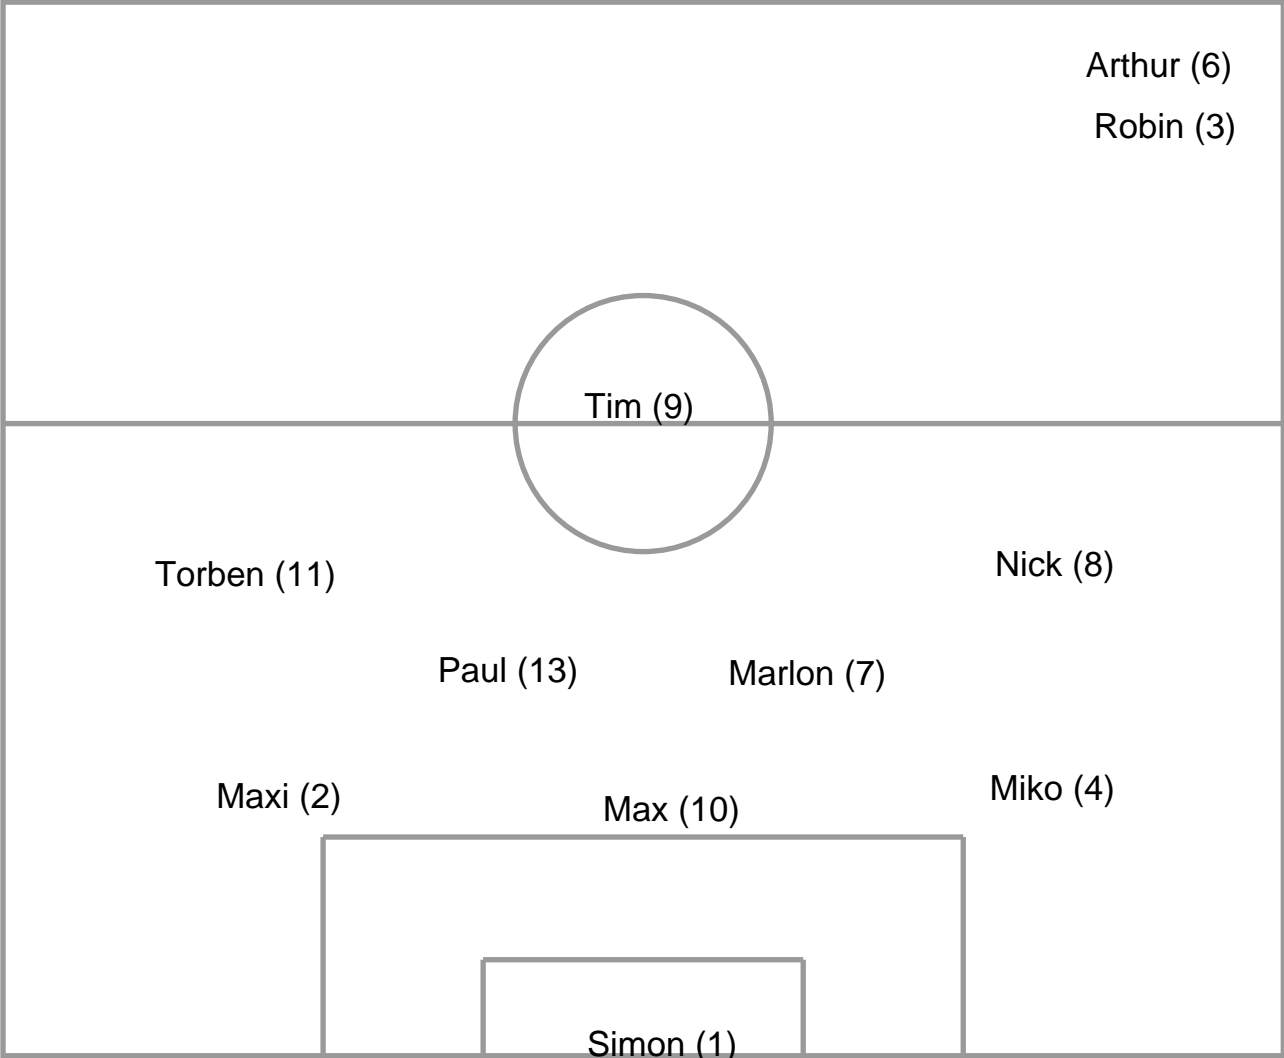 Arthur (6)
Robin (3)
Tim (9)
Torben (11)
Nick (8)
Paul (13)
Marlon (7)
Maxi (2)
Max (10)
Miko (4)
Simon (1)